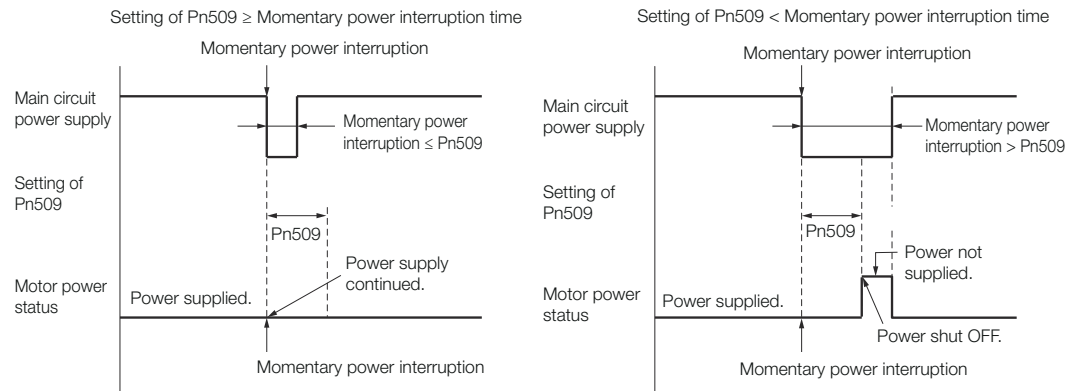 Setting of Pn509 ≥ Momentary power interruption time
Momentary power interruption
Main circuit
power supply
Momentary power
interruption ≤ Pn509
Setting of
Pn509
Pn509
Power supply
continued.
Motor power
status
Power supplied.
Momentary power interruption
Setting of Pn509 < Momentary power interruption time
Momentary power interruption
Main circuit
power supply
Momentary power
interruption > Pn509
Setting of
Pn509
Pn509
Power not
supplied.
Motor power
status
Power supplied.
Power shut OFF.
Momentary power interruption